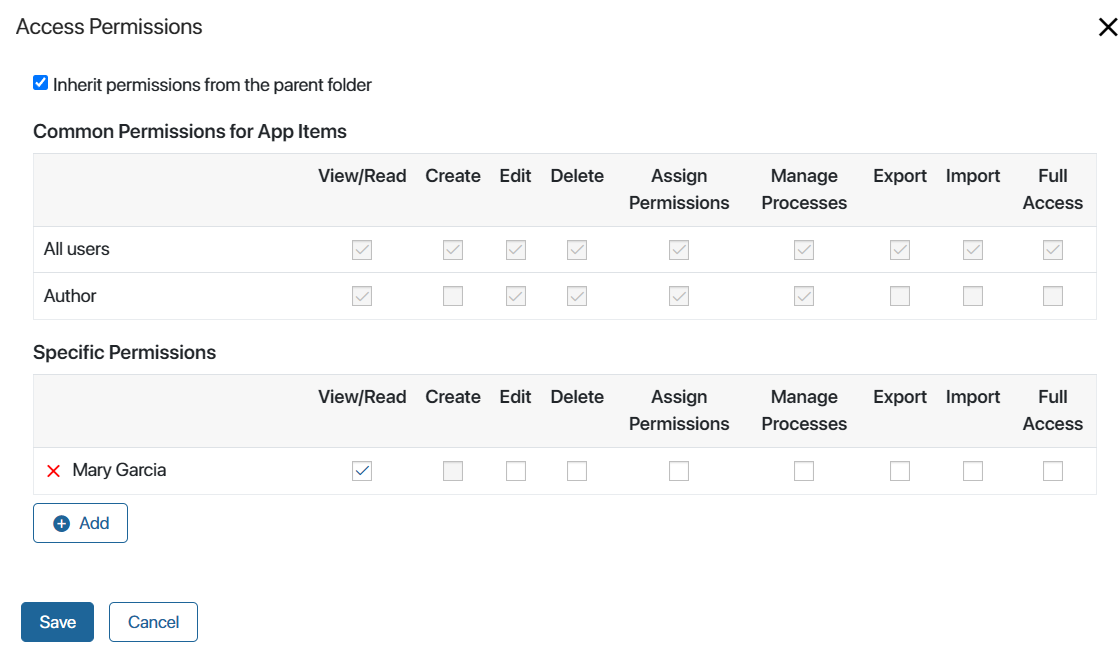 Access Permissions
Inherit permissions from the parent folder
Common Permissions for App Items
View/Read Create Edit Delete Assign Permissions Manage Processes Export Import Full Access
All users
Author
Specific Permissions
View/Read Create Edit Delete Assign Permissions Manage Processes Export Import Full Access
Mary Garcia
Add
Save Cancel